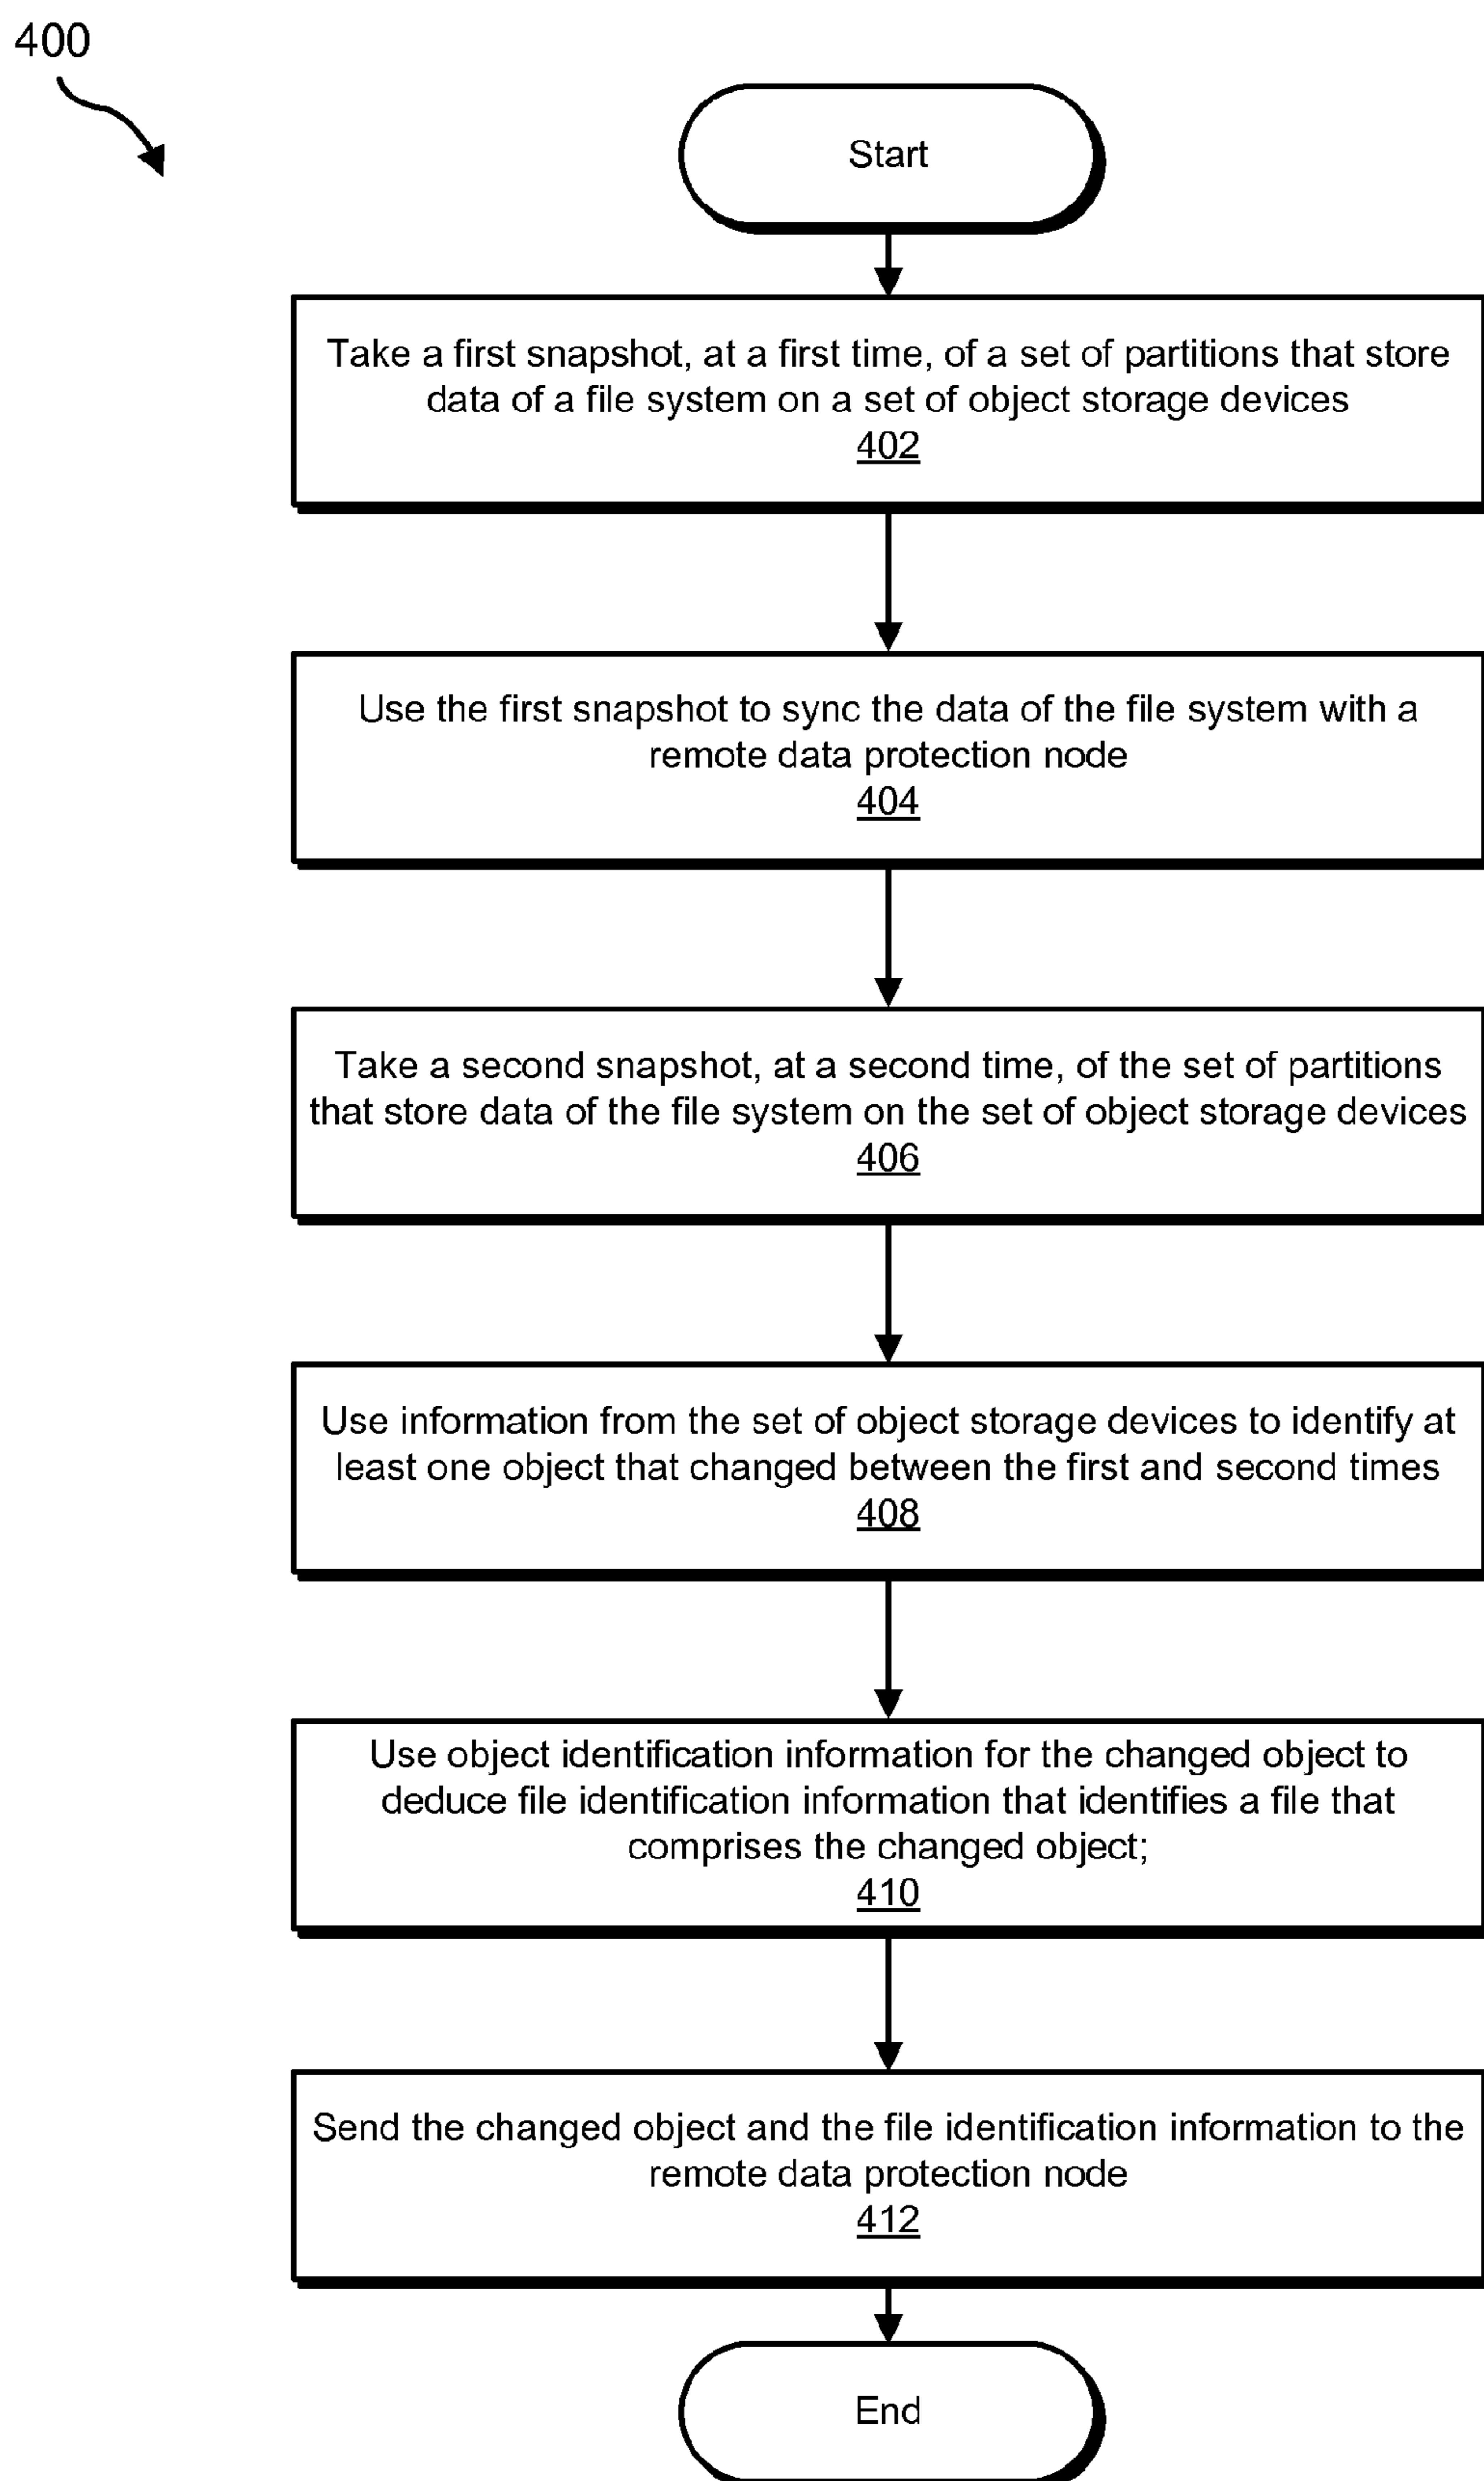 400
Start
Take a first snapshot, at a first time, of a set of partitions that store
data of a file system on a set of object storage devices
402
Use the first snapshot to sync the data of the file system with a
remote data protection node
404
Take a second snapshot, at a second time, of the set of partitions
that store data of the file system on the set of object storage devices
406
Use information from the set of object storage devices to identify at
least one object that changed between the first and second times
408
Use object identification information for the changed object to
deduce file identification information that identifies a file that
comprises the changed object;
410
Send the changed object and the file identification information to the
remote data protection node
412
End